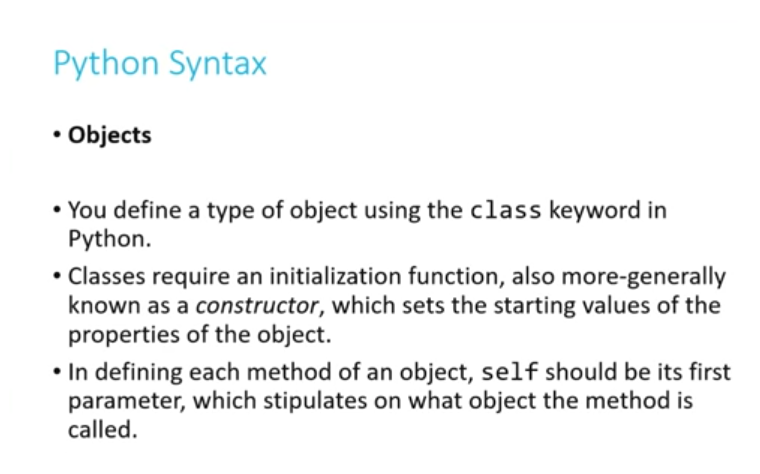 Python Syntax
• Objects
• You define a type of object using the class keyword in
Python.
• Classes require an initialization function, also more-generally
known as a constructor, which sets the starting values of the
properties of the object.
• In defining each method of an object, self should be its first
parameter, which stipulates on what object the method is
called.